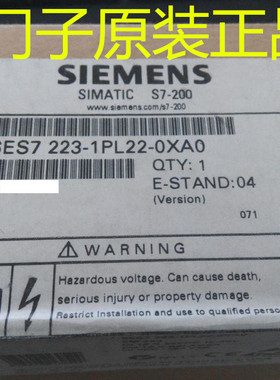 门子原装正品
SIEMENS
SIMATIC S7-200
www.siemens.com/s7-200
6ES7 223-1PL22-0XA0
QTY: 1
E-STAND: 04
(Version)
071
WARNING
Hazardous voltage. Can cause death,
serious injury or property damage.
Restrict installation and use to qualified personn